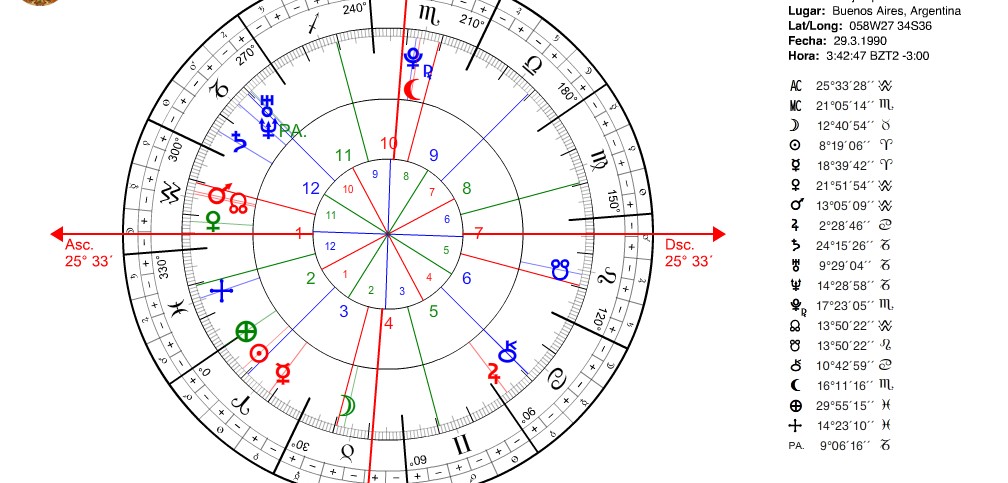 Lugar: Buenos Aires, Argentina
Lat/Long: 058W27 34S36
Fecha: 29.3.1990
Hora: 3:42:47 BZT2 -3:00
AC 25°33´28´´ ♒
MC 21°05´14´´ ♏
☽ 12°40´54´´ ♉
☉ 8°19´06´´ ♈
☿ 18°39´42´´ ♈
♀ 21°51´54´´ ♒
♂ 13°05´09´´ ♒
♃ 2°28´46´´ ♋
♄ 24°15´26´´ ♑
♅ 9°29´04´´ ♑
♆ 14°28´58´´ ♑
♇ R 17°23´05´´ ♏
☊ 13°50´22´´ ♒
☋ 13°50´22´´ ♌
⚷ 10°42´59´´ ♋
⚸ 16°11´16´´ ♏
⊕ 29°55´15´´ ♓
14°23´10´´ ♓
PA. 9°06´16´´ ♑
240°
210°
270°
180°
300°
150°
330°
120°
0°
90°
30°
60°
PA.
Asc.
25° 33´
Dsc.
25° 33´
10
11
9
12
8
1
7
2
6
3
5
4
9
8
10
7
11
6
12
5
1
4
2
3